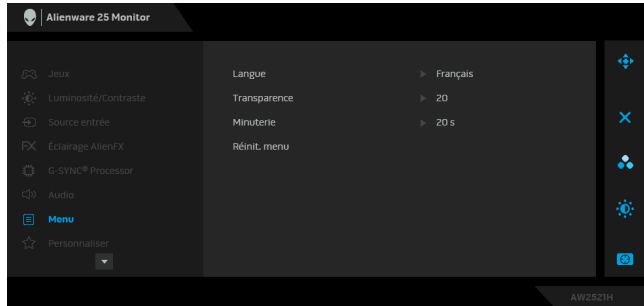 Alienware 25 Monitor
Jeux
Luminosité/Contraste
Source entrée
FX Éclairage AlienFX
G-SYNC® Processor
Audio
Menu
Personnaliser
Langue Français
Transparence 20
Minuterie 20 s
Réinit. menu
AW2521H